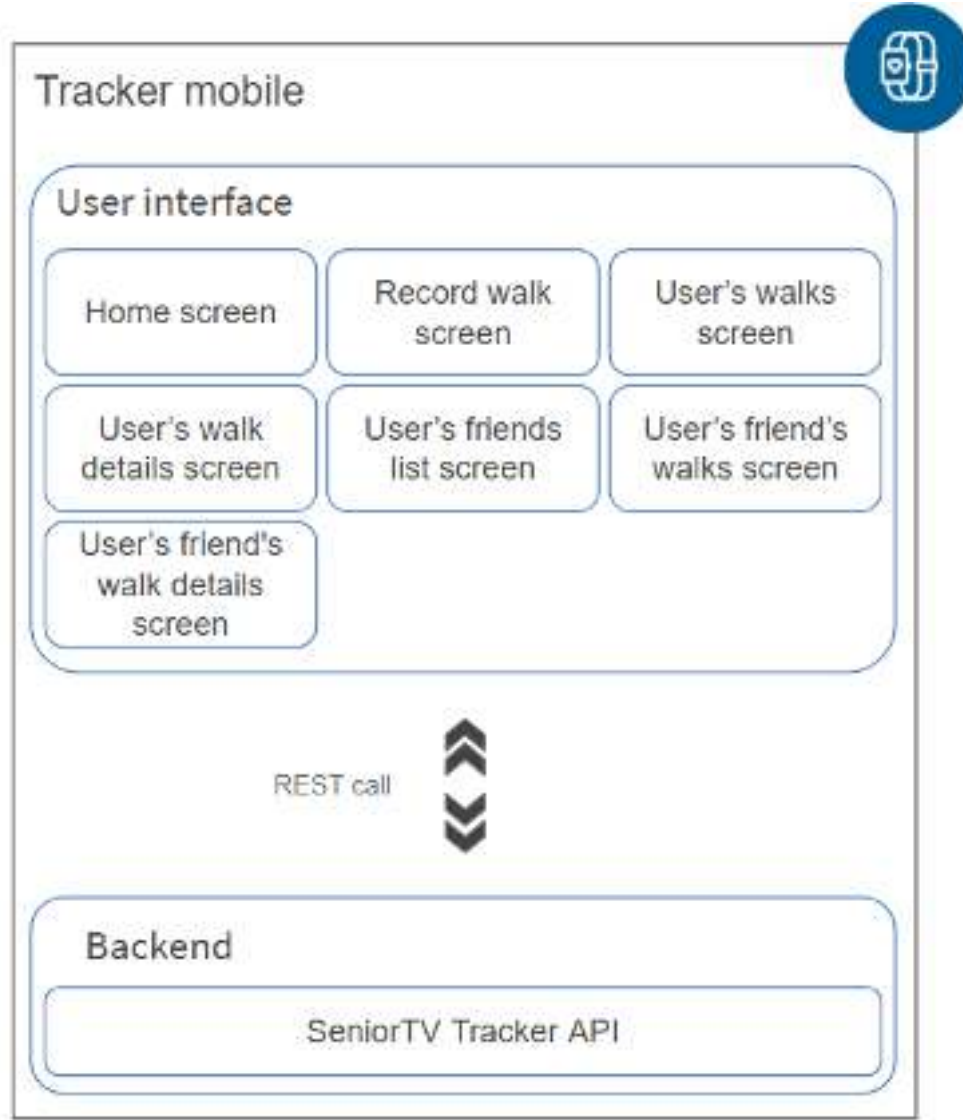 Tracker mobile
User interface
Home screen
Record walk
screen
User's walks
screen
User's walk
details screen
User's friends
list screen
User's friend's
walks screen
User's friend's
walk details
screen
REST call
Backend
SeniorTV Tracker API